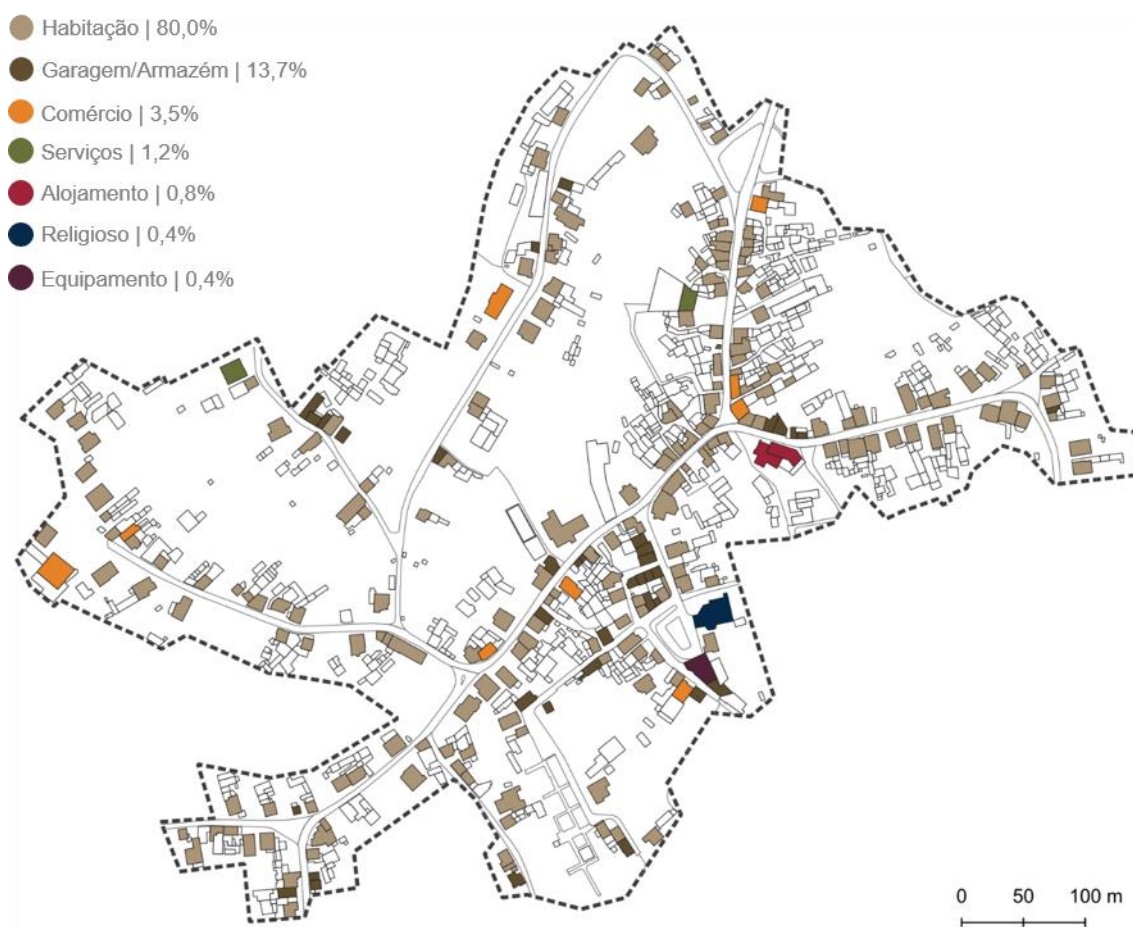 Habitação | 80,0%
Garagem/Armazém | 13,7%
Comércio | 3,5%
Serviços | 1,2%
Alojamento | 0,8%
Religioso | 0,4%
Equipamento | 0,4%
0 50 100 m